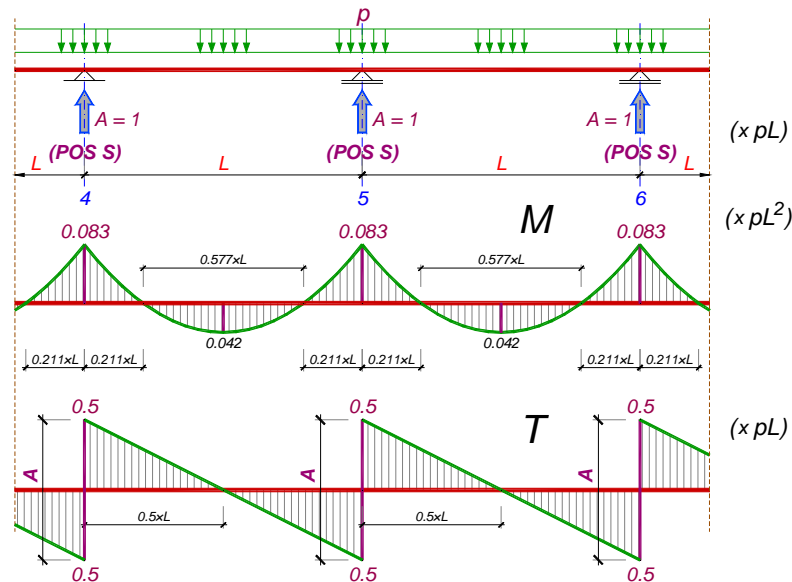 p
A = 1 A = 1 A = 1
(x pL)
(POS S) (POS S) (POS S)
L L L L
4 5 6
M
(x pL²)
0.083 0.083 0.083
0.577×L 0.577×L
0.042 0.042
0.211×L 0.211×L 0.211×L 0.211×L 0.211×L 0.211×L
0.5 0.5 0.5
T
(x pL)
A A A
0.5×L 0.5×L
0.5 0.5 0.5